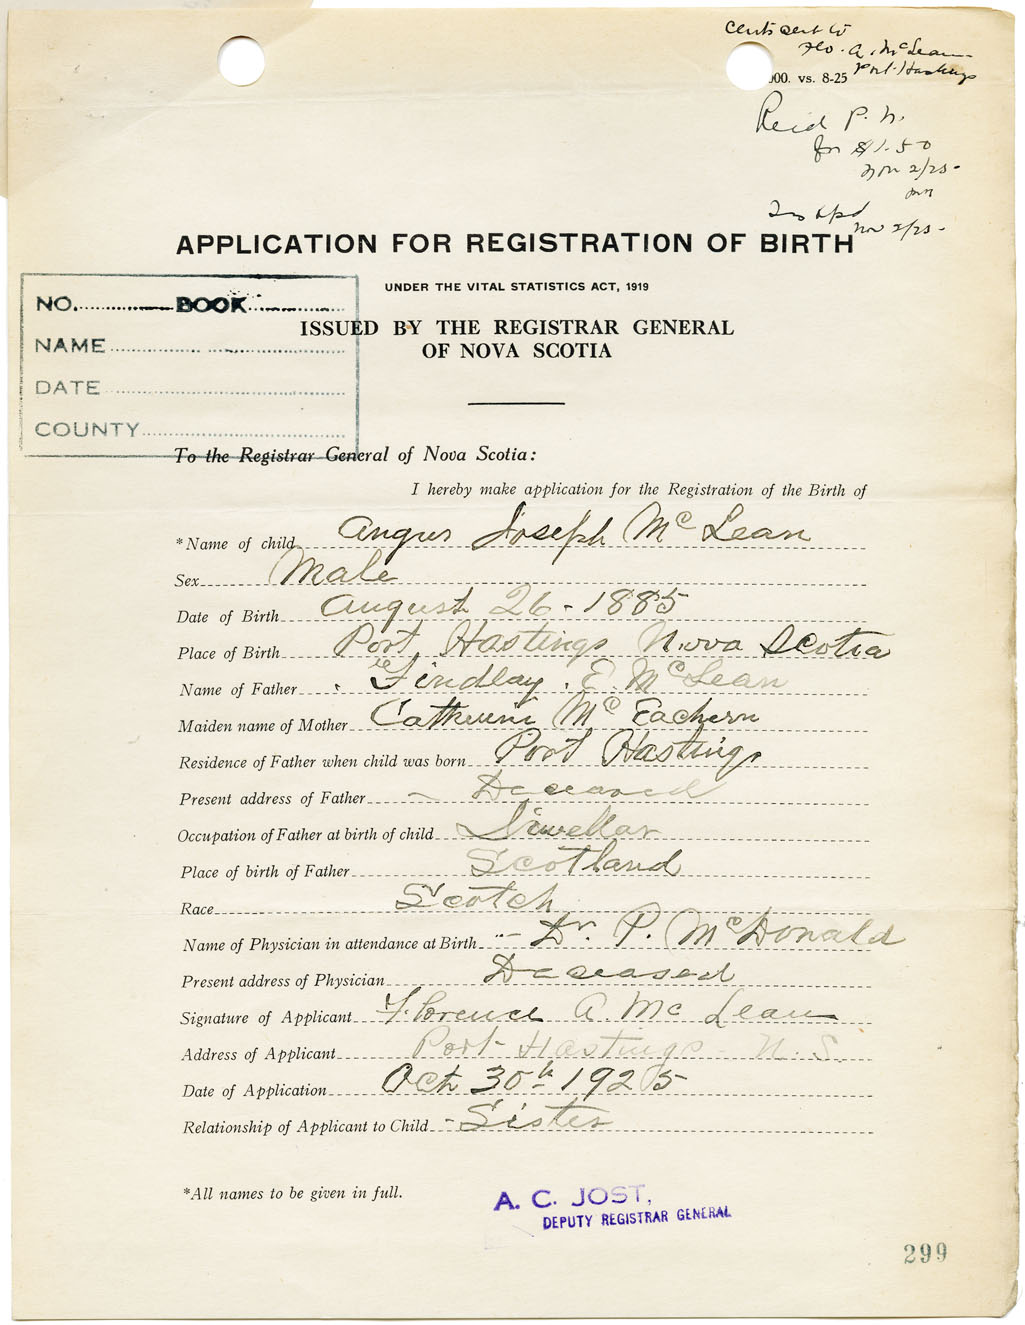 Certs sent to
Flo. A. McLean
Port Hastings
000. vs. 8-25
P. N.
for $1.50
Nov 2/25-
Nov 2/25-
APPLICATION FOR REGISTRATION OF BIRTH
UNDER THE VITAL STATISTICS ACT, 1919
ISSUED BY THE REGISTRAR GENERAL
OF NOVA SCOTIA
NO. BOOK
NAME
DATE
COUNTY
To the Registrar General of Nova Scotia:
I hereby make application for the Registration of the Birth of
*Name of child Angus Joseph McLean
Sex Male
Date of Birth August 26 - 1885
Place of Birth Port Hastings Nova Scotia
Name of Father Findlay . E. McLean
Maiden name of Mother Catherine McEachern
Residence of Father when child was born Port Hastings
Present address of Father - Deceased
Occupation of Father at birth of child
Place of birth of Father Scotland
Race Scotch
Name of Physician in attendance at Birth - Dr. P. McDonald
Present address of Physician Deceased
Signature of Applicant Florence A. McLean
Address of Applicant Port Hastings - N. S.
Date of Application Oct 30th 1925
Relationship of Applicant to Child - Sister
*All names to be given in full.
A. C. JOST,
DEPUTY REGISTRAR GENERAL
299